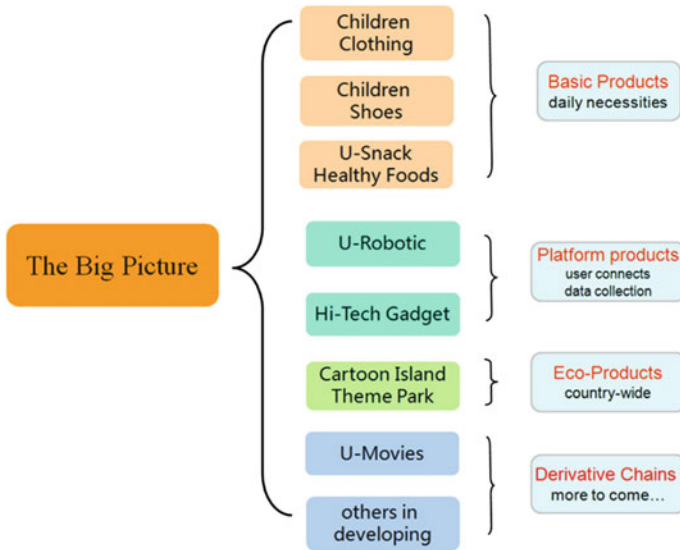 The Big Picture
Children
Clothing
Children
Shoes
U-Snack
Healthy Foods
Basic Products
daily necessities
U-Robotic
Hi-Tech Gadget
Platform products
user connects
data collection
Cartoon Island
Theme Park
Eco-Products
country-wide
U-Movies
others in
developing
Derivative Chains
more to come…